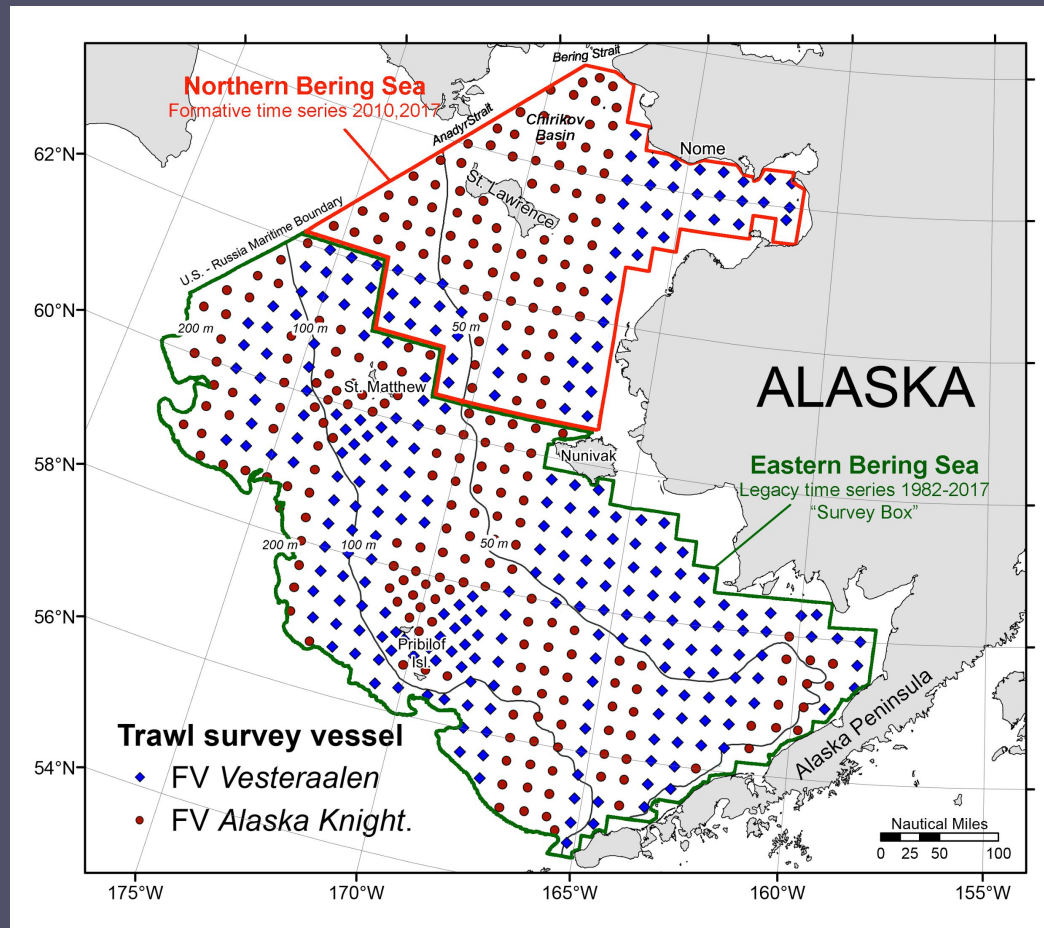 Bering Strait
Northern Bering Sea
Formative time series 2010,2017
Anadyr Strait
Chirikov
Basin
Nome
62°N
St. Lawrence
U.S. - Russia Maritime Boundary
60°N
200 m
100 m
50 m
St. Matthew
ALASKA
Nunivak
58°N
Eastern Bering Sea
Legacy time series 1982-2017
“Survey Box”
200 m
100 m
50 m
56°N
Pribilof
Isl.
Alaska Peninsula
Trawl survey vessel
54°N
FV Vesteraalen
FV Alaska Knight.
Nautical Miles
0 25 50 100
175°W
170°W
165°W
160°W
155°W